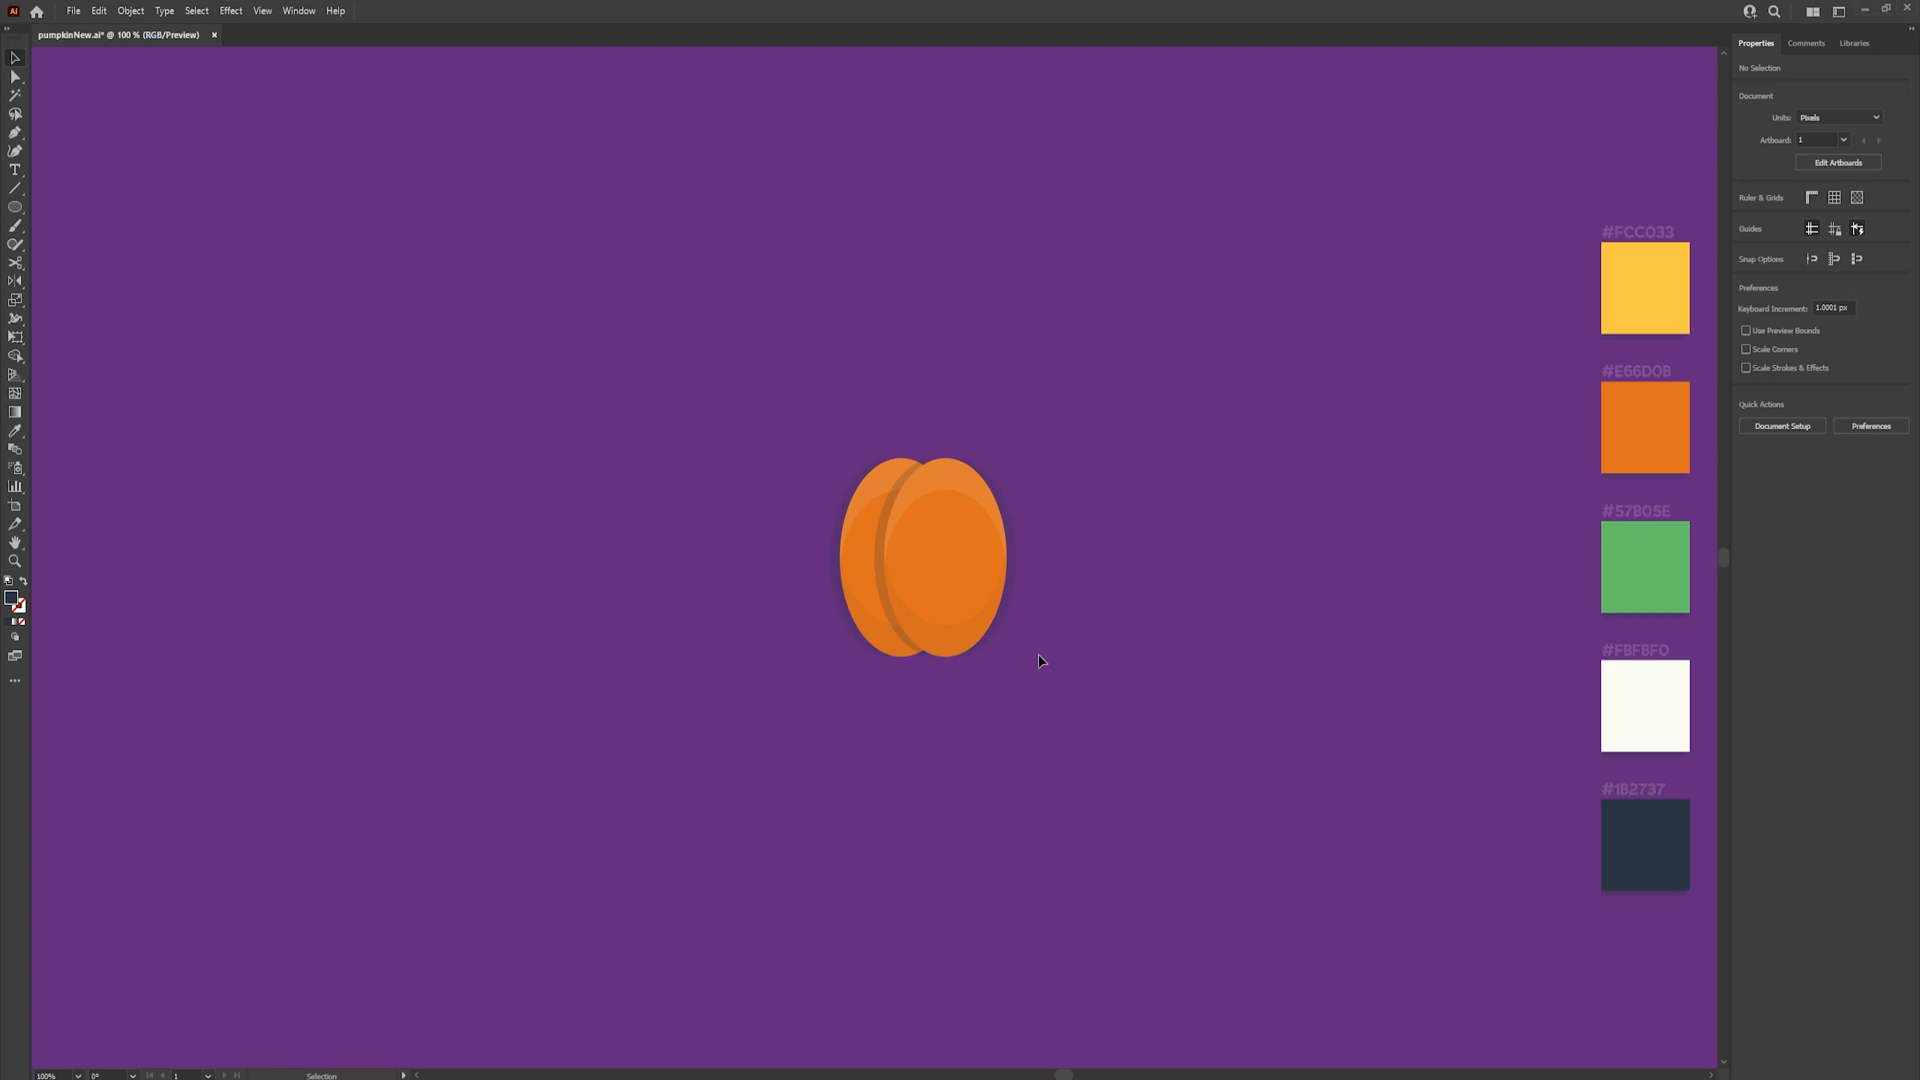 Ai File Edit Object Type Select Effect View Window Help
pumpkinNew.ai* @ 100 % (RGB/Preview) ×
Properties Comments Libraries
No Selection
Document
Units: Pixels
Artboard: 1
Edit Artboards
Ruler & Grids
Guides
Snap Options
Preferences
Keyboard Increment: 1.0001 px
Use Preview Bounds
Scale Corners
Scale Strokes & Effects
Quick Actions
Document Setup Preferences
#FCC033
#E66D0B
#57B05E
#FBFBF0
#1B2737
100% 0° 1 Selection